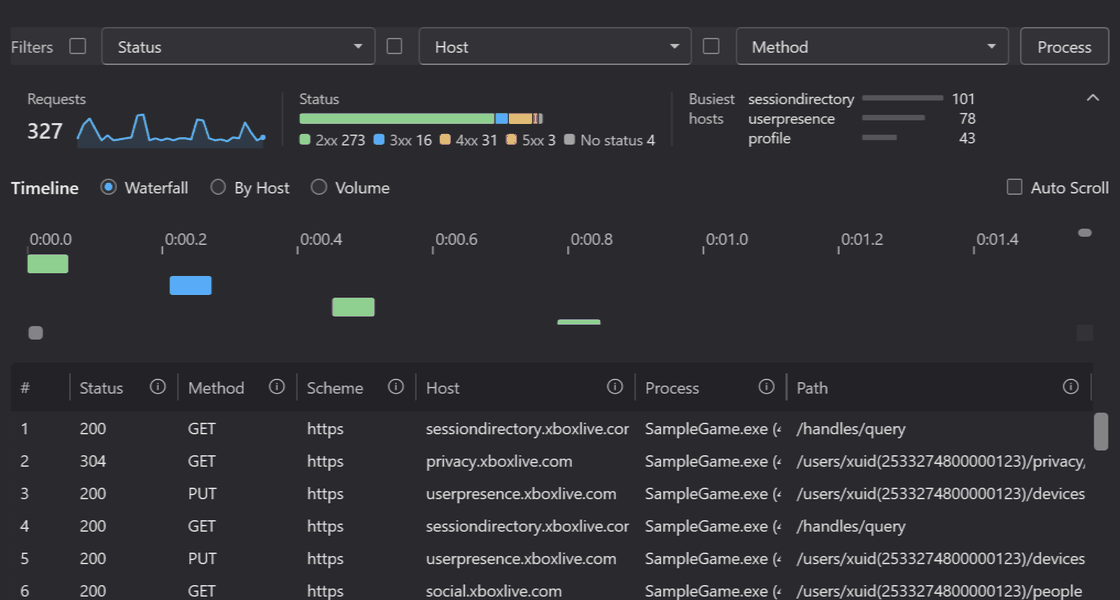 Filters Status Host Method Process
Requests
327
Status
2xx 273 3xx 16 4xx 31 5xx 3 No status 4
Busiest hosts
sessiondirectory 101
userpresence 78
profile 43
Timeline Waterfall By Host Volume Auto Scroll
0:00.0 0:00.2 0:00.4 0:00.6 0:00.8 0:01.0 0:01.2 0:01.4
# Status Method Scheme Host Process Path
1 200 GET https sessiondirectory.xboxlive.cor SampleGame.exe (4 /handles/query
2 304 GET https privacy.xboxlive.com SampleGame.exe (4 /users/xuid(2533274800000123)/privacy/
3 200 PUT https userpresence.xboxlive.com SampleGame.exe (4 /users/xuid(2533274800000123)/devices
4 200 GET https sessiondirectory.xboxlive.cor SampleGame.exe (4 /handles/query
5 200 PUT https userpresence.xboxlive.com SampleGame.exe (4 /users/xuid(2533274800000123)/devices
6 200 GET https social.xboxlive.com SampleGame.exe (4 /users/xuid(2533274800000123)/people